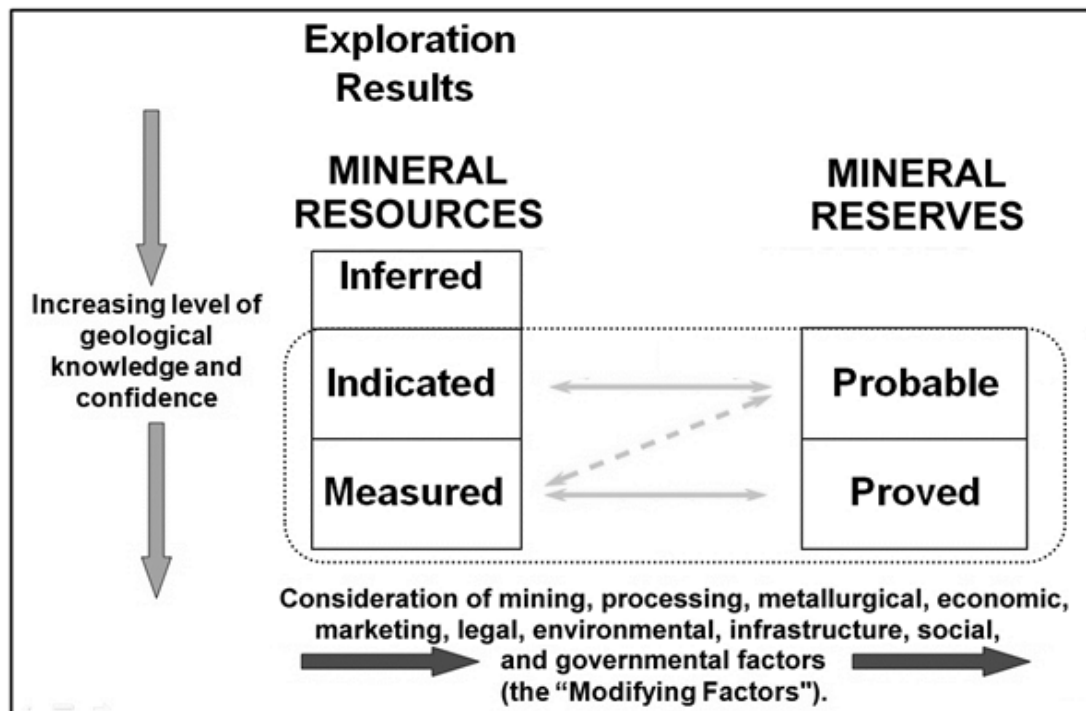 Exploration
Results
MINERAL
RESOURCES
MINERAL
RESERVES
Inferred
Increasing level of
geological
knowledge and
confidence
Indicated
Probable
Measured
Proved
Consideration of mining, processing, metallurgical, economic,
marketing, legal, environmental, infrastructure, social,
and governmental factors
(the “Modifying Factors").